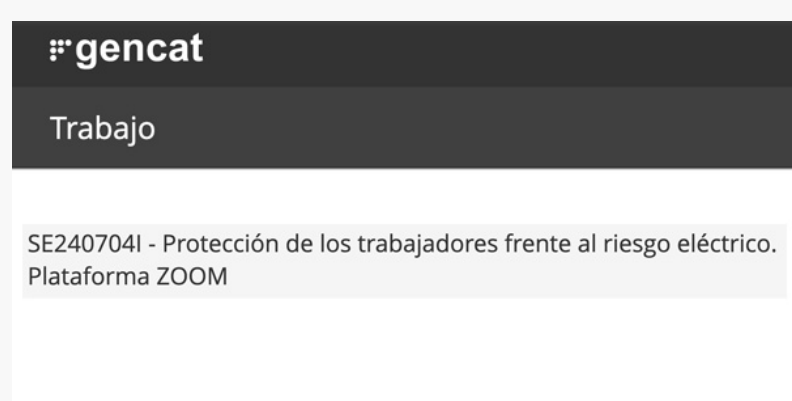 gencat
Trabajo
SE240704I - Protección de los trabajadores frente al riesgo eléctrico.
Plataforma ZOOM